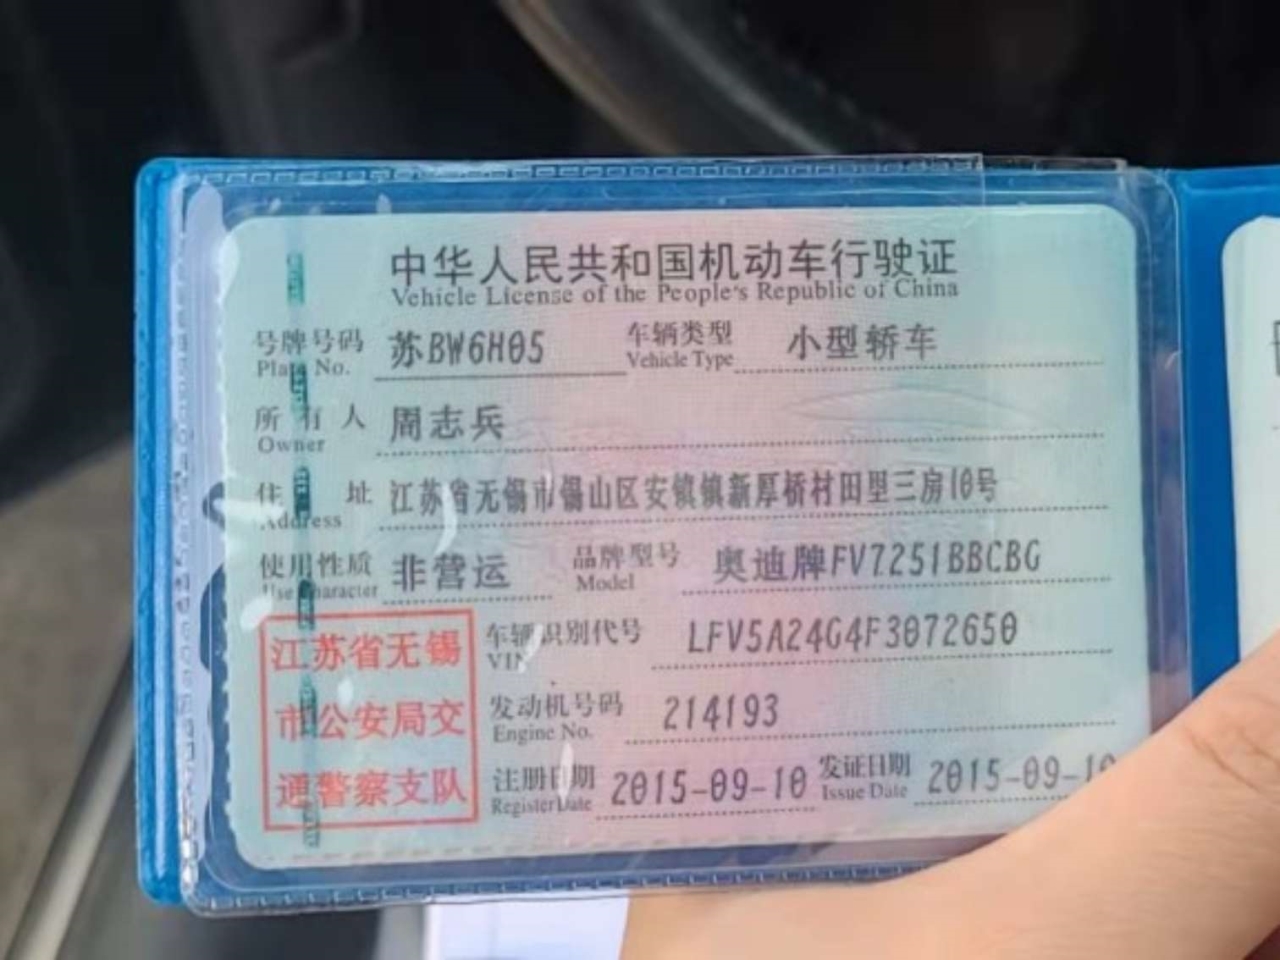 中华人民共和国机动车行驶证
Vehicle License of the People's Republic of China
号牌号码 苏BW6H05 车辆类型 小型轿车
Plate No. Vehicle Type
所有人 周志兵
Owner
住址 江苏省无锡市锡山区安镇镇新厚桥村田型三房10号
Address
使用性质 非营运 品牌型号 奥迪牌FV7251BBCBG
Use Character Model
江苏省无锡 车辆识别代号 LFV5A24G4F3072650
VIN
市公安局交 发动机号码 214193
Engine No.
通警察支队 注册日期 2015-09-10 发证日期 2015-09-10
Register Date Issue Date